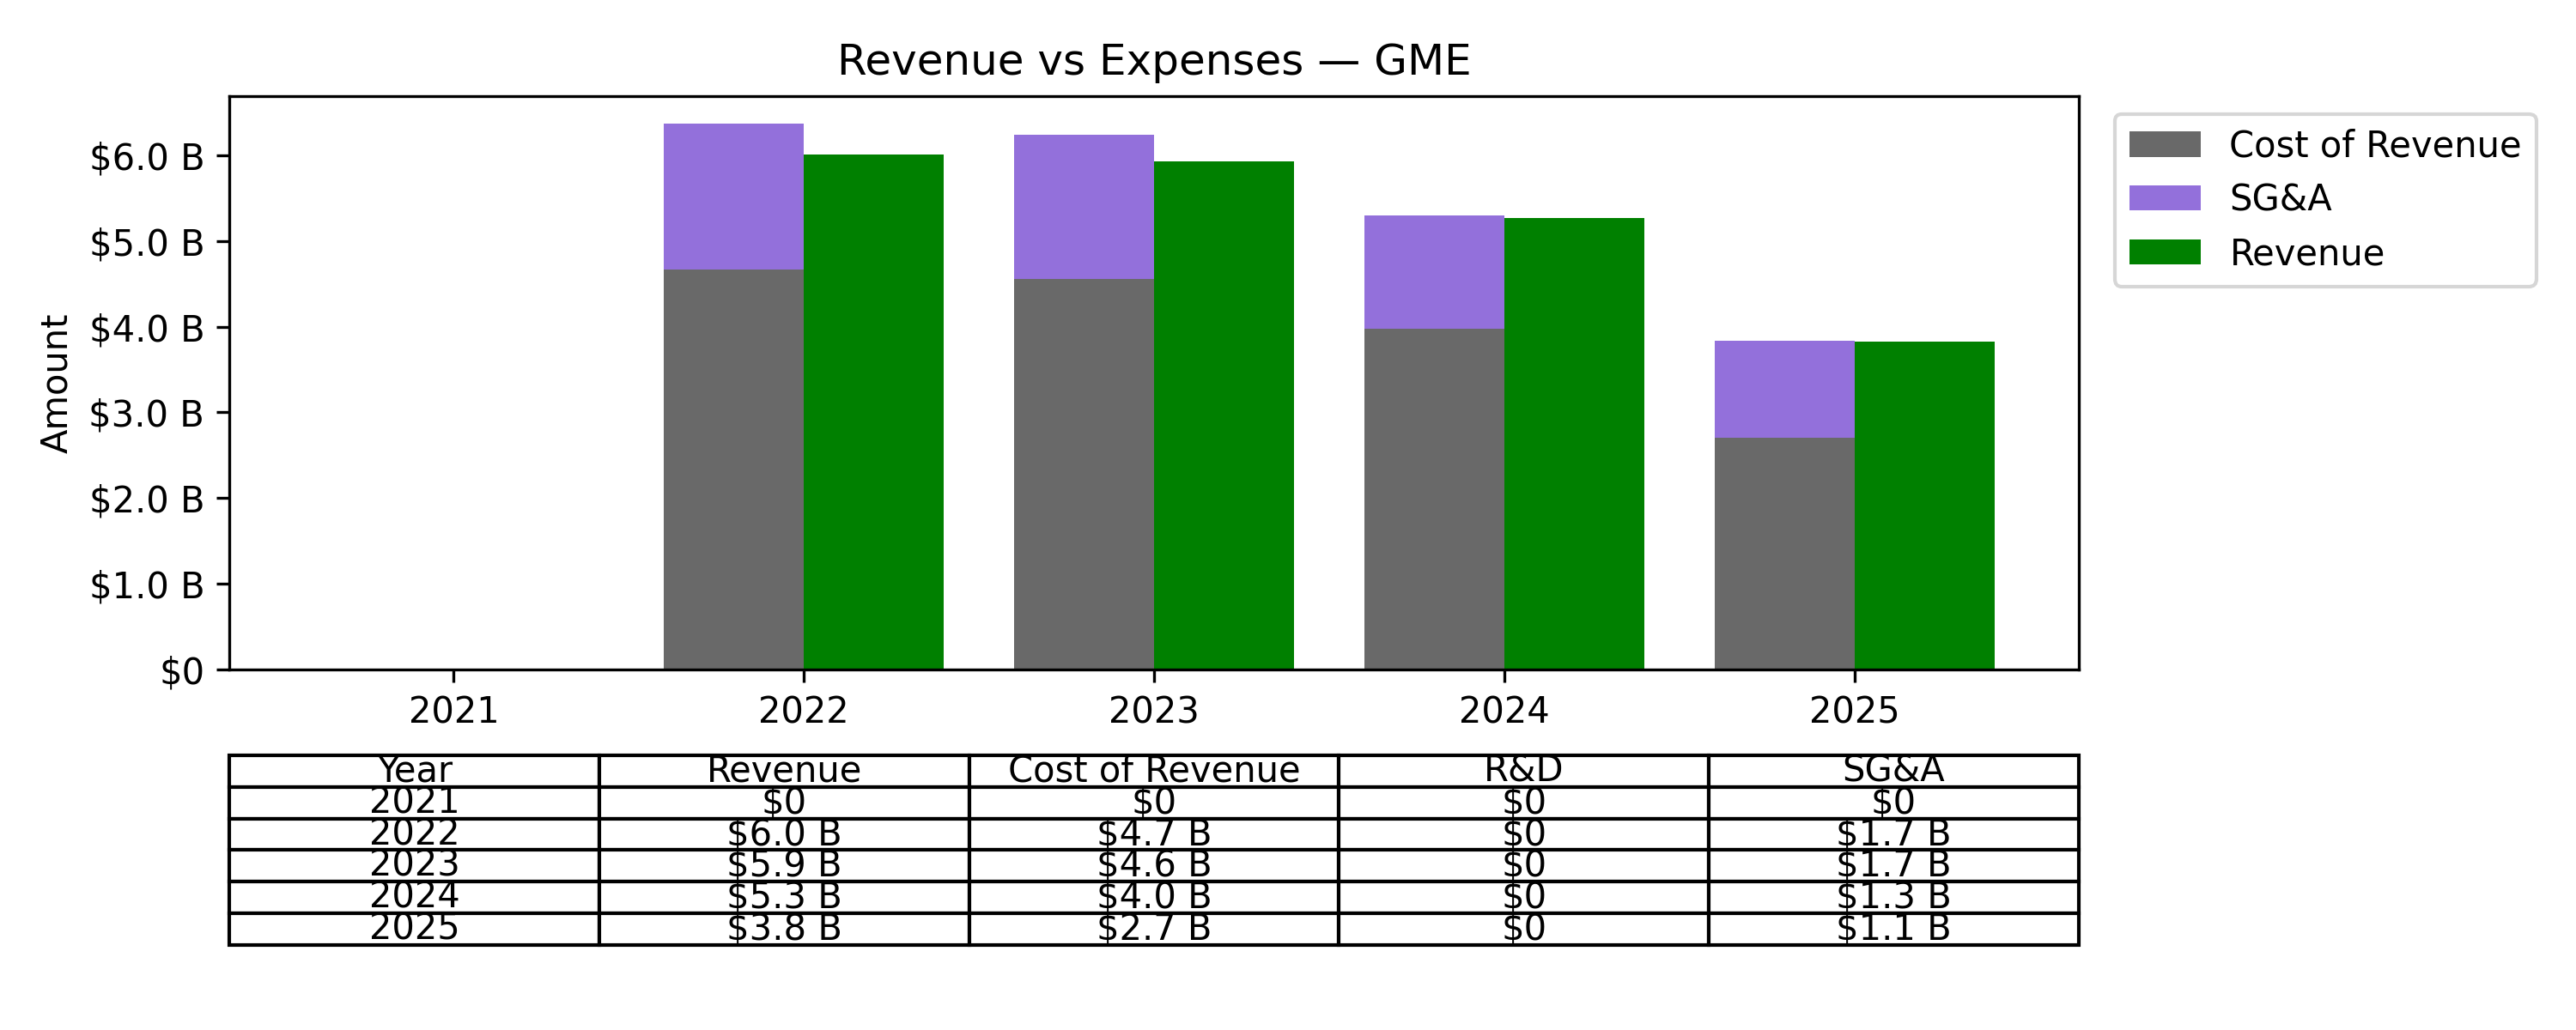 Revenue vs Expenses — GME
$6.0 B
$5.0 B
$4.0 B
$3.0 B
$2.0 B
$1.0 B
$0
Amount
2021 2022 2023 2024 2025
Cost of Revenue
SG&A
Revenue
Year Revenue Cost of Revenue R&D SG&A
2021 $0 $0 $0 $0
2022 $6.0 B $4.7 B $0 $1.7 B
2023 $5.9 B $4.6 B $0 $1.7 B
2024 $5.3 B $4.0 B $0 $1.3 B
2025 $3.8 B $2.7 B $0 $1.1 B